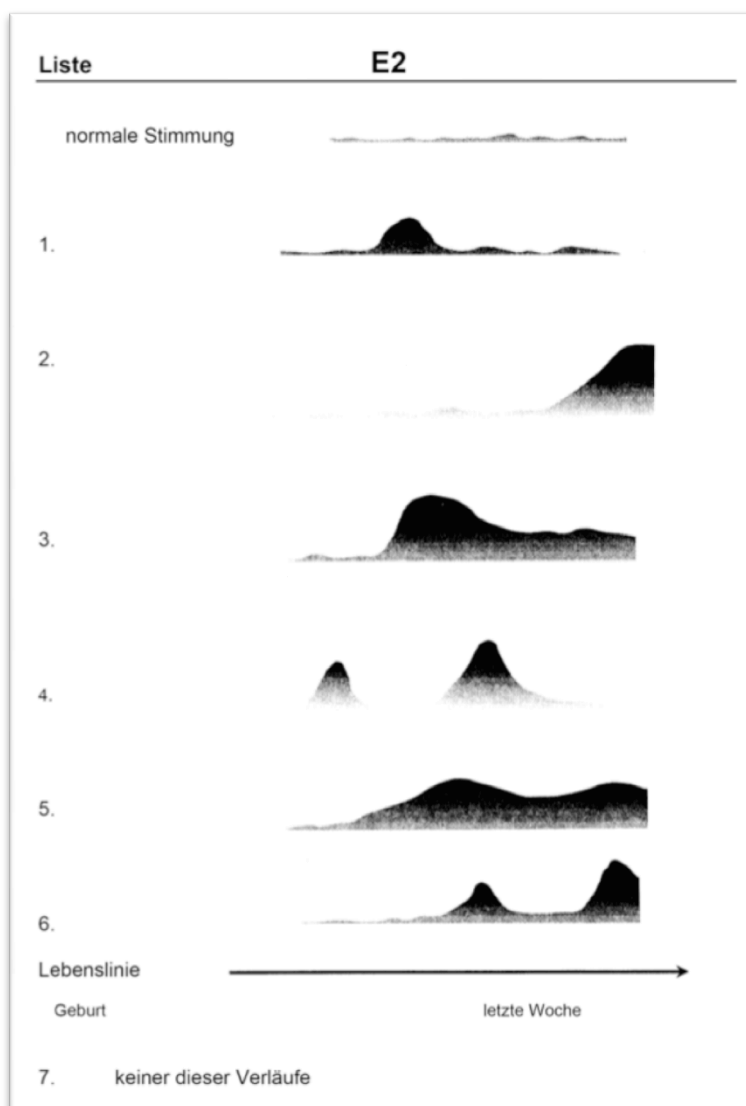 Liste E2
normale Stimmung
1.
2.
3.
4.
5.
6.
Lebenslinie
Geburt letzte Woche
7. keiner dieser Verläufe